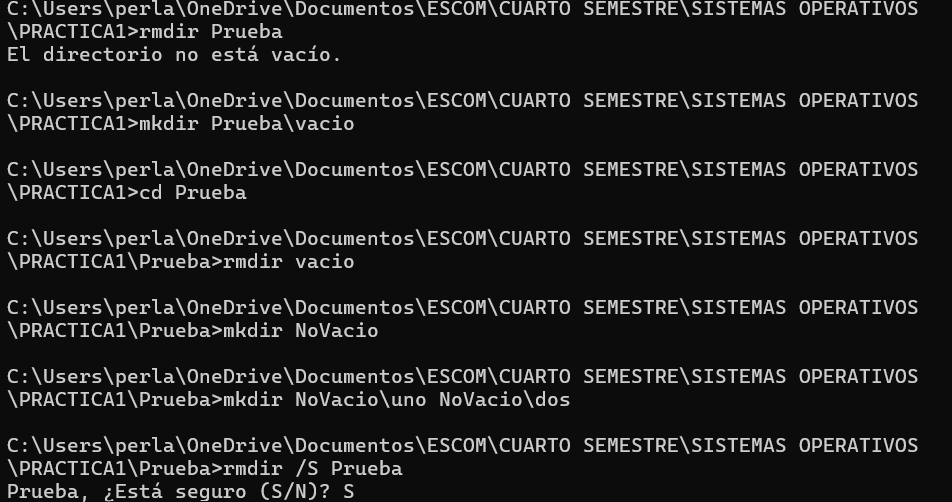 C:\Users\perla\OneDrive\Documentos\ESCOM\CUARTO SEMESTRE\SISTEMAS OPERATIVOS
\PRACTICA1>rmdir Prueba
El directorio no está vacío.
C:\Users\perla\OneDrive\Documentos\ESCOM\CUARTO SEMESTRE\SISTEMAS OPERATIVOS
\PRACTICA1>mkdir Prueba\vacio
C:\Users\perla\OneDrive\Documentos\ESCOM\CUARTO SEMESTRE\SISTEMAS OPERATIVOS
\PRACTICA1>cd Prueba
C:\Users\perla\OneDrive\Documentos\ESCOM\CUARTO SEMESTRE\SISTEMAS OPERATIVOS
\PRACTICA1\Prueba>rmdir vacio
C:\Users\perla\OneDrive\Documentos\ESCOM\CUARTO SEMESTRE\SISTEMAS OPERATIVOS
\PRACTICA1\Prueba>mkdir NoVacio
C:\Users\perla\OneDrive\Documentos\ESCOM\CUARTO SEMESTRE\SISTEMAS OPERATIVOS
\PRACTICA1\Prueba>mkdir NoVacio\uno NoVacio\dos
C:\Users\perla\OneDrive\Documentos\ESCOM\CUARTO SEMESTRE\SISTEMAS OPERATIVOS
\PRACTICA1\Prueba>rmdir /S Prueba
Prueba, ¿Está seguro (S/N)? S